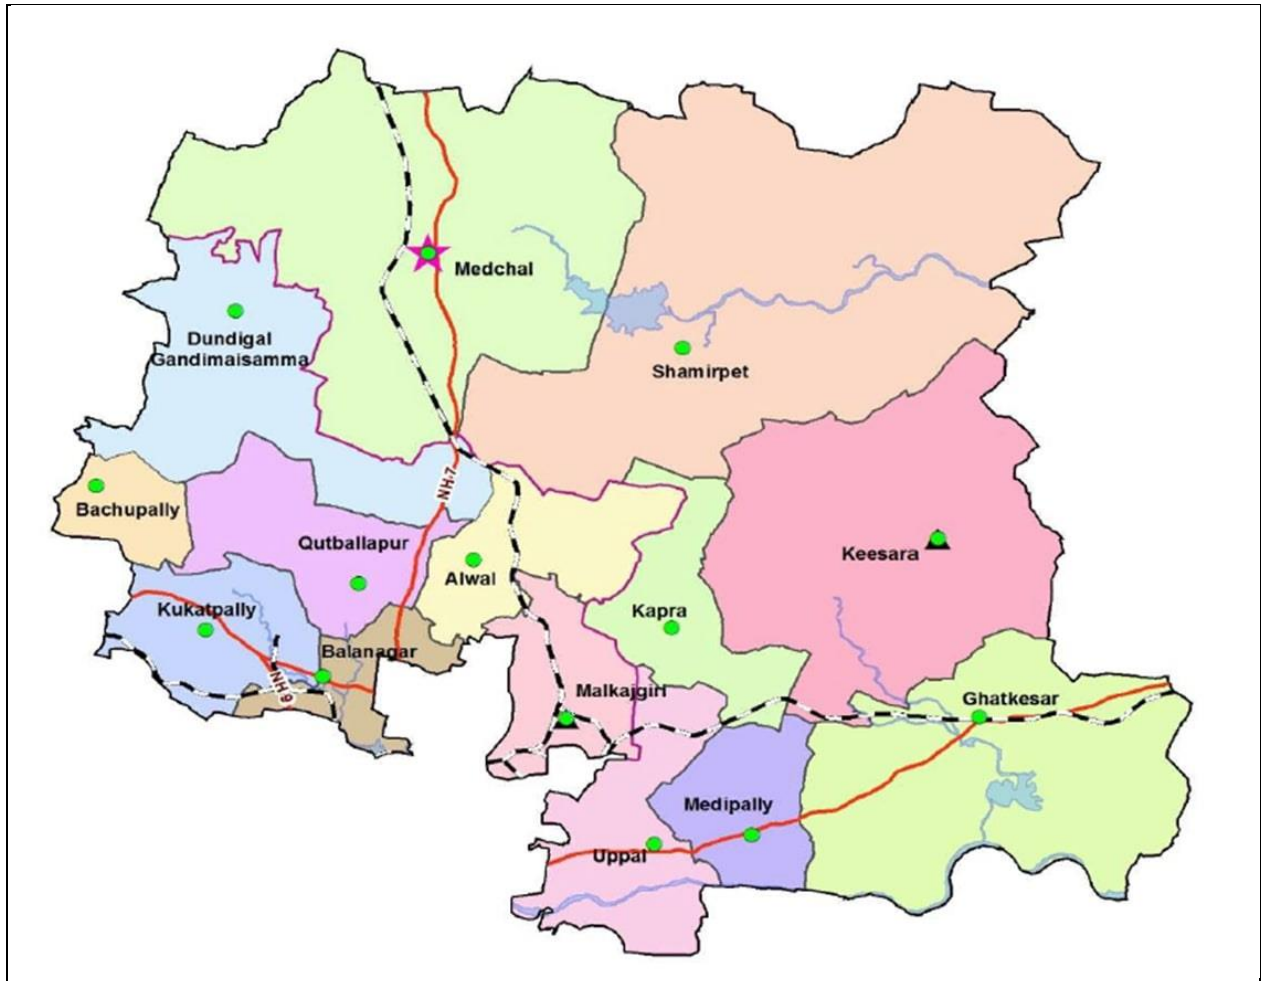 Medchal
Dundigal
Gandimaisamma
Shamirpet
NH-7
Bachupally
Qutballapur
Keesara
Alwal
Kukatpally
Kapra
Balanagar
NH 9
Malkajgiri
Ghatkesar
Medipally
Uppal